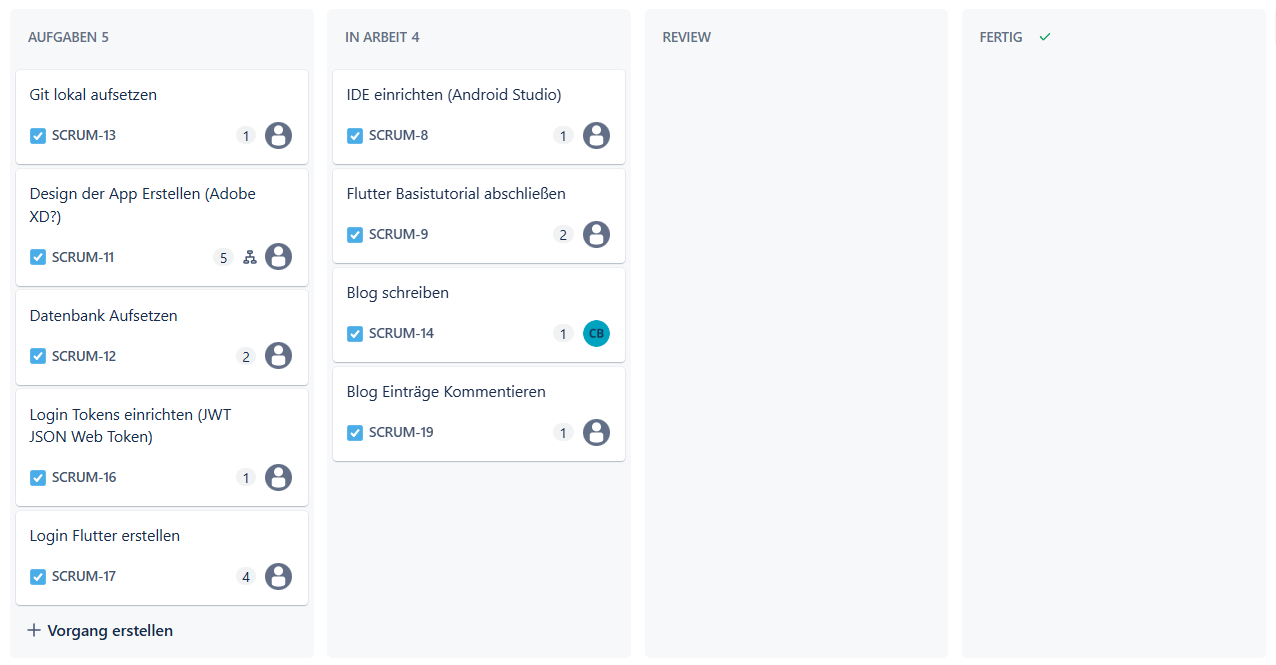 AUFGABEN 5
Git lokal aufsetzen
SCRUM-13 1
Design der App Erstellen (Adobe
XD?)
SCRUM-11 5
Datenbank Aufsetzen
SCRUM-12 2
Login Tokens einrichten (JWT
JSON Web Token)
SCRUM-16 1
Login Flutter erstellen
SCRUM-17 4
+ Vorgang erstellen
IN ARBEIT 4
IDE einrichten (Android Studio)
SCRUM-8 1
Flutter Basistutorial abschließen
SCRUM-9 2
Blog schreiben
SCRUM-14 1 CB
Blog Einträge Kommentieren
SCRUM-19 1
REVIEW
FERTIG